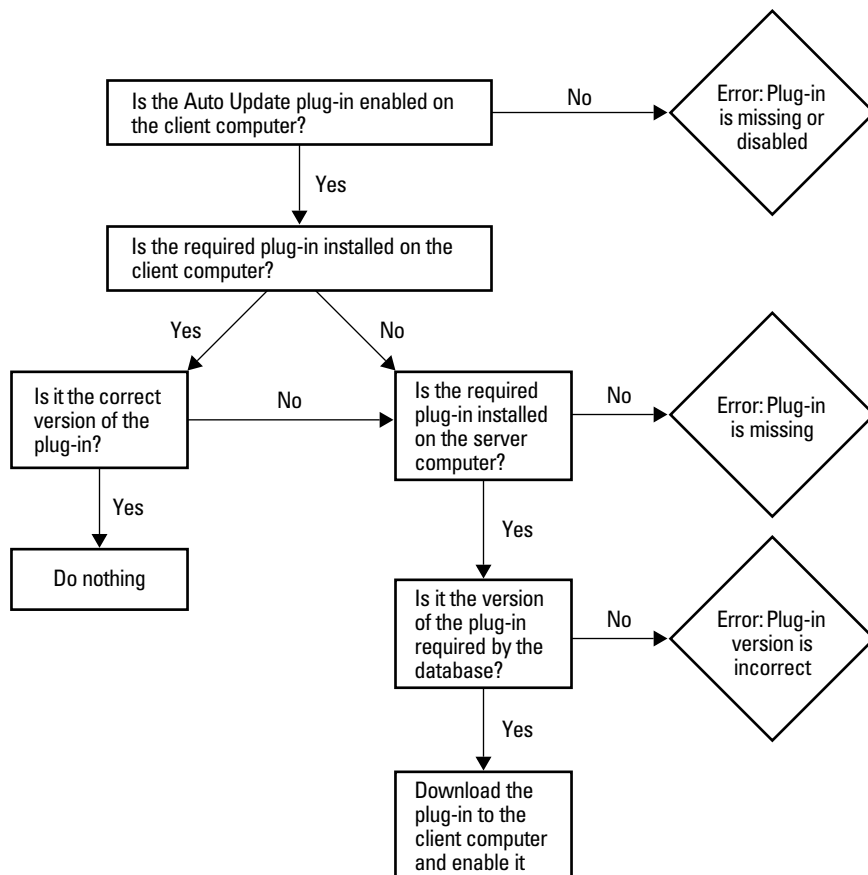 Is the Auto Update plug-in enabled on
the client computer?
No
Error: Plug-in
is missing or
disabled
Yes
Is the required plug-in installed on the
client computer?
Yes
No
Is it the correct
version of the
plug-in?
No
Is the required
plug-in installed
on the server
computer?
No
Error: Plug-in
is missing
Yes
Yes
Do nothing
Is it the version
of the plug-in
required by the
database?
No
Error: Plug-in
version is
incorrect
Yes
Download the
plug-in to the
client computer
and enable it